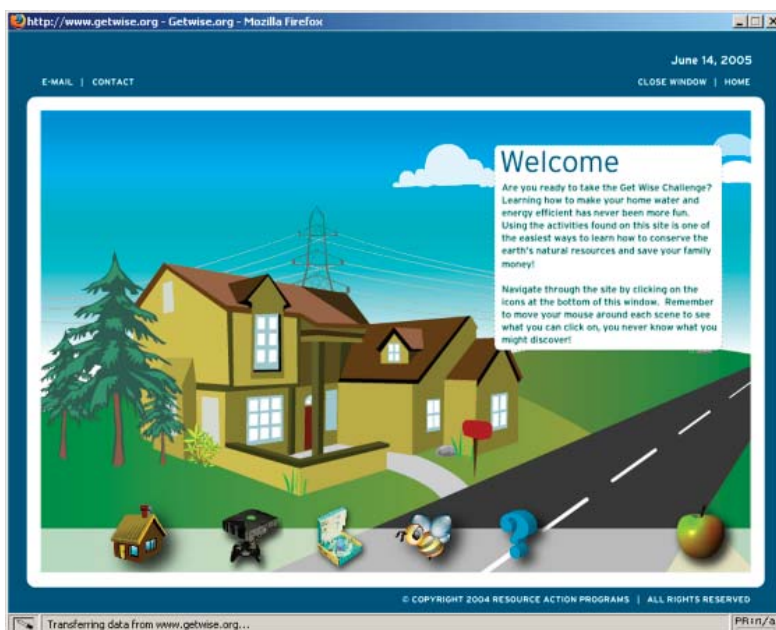 http://www.getwise.org - Getwise.org - Mozilla Firefox
June 14, 2005
E-MAIL | CONTACT
CLOSE WINDOW | HOME
Welcome
Are you ready to take the Get Wise Challenge?
Learning how to make your home water and
energy efficient has never been more fun.
Using the activities found on this site is one of
the easiest ways to learn how to conserve the
earth's natural resources and save your family
money!
Navigate through the site by clicking on the
icons at the bottom of this window. Remember
to move your mouse around each scene to see
what you can click on, you never know what you
might discover!
?
© COPYRIGHT 2004 RESOURCE ACTION PROGRAMS | ALL RIGHTS RESERVED
Transferring data from www.getwise.org...
PR:n/a